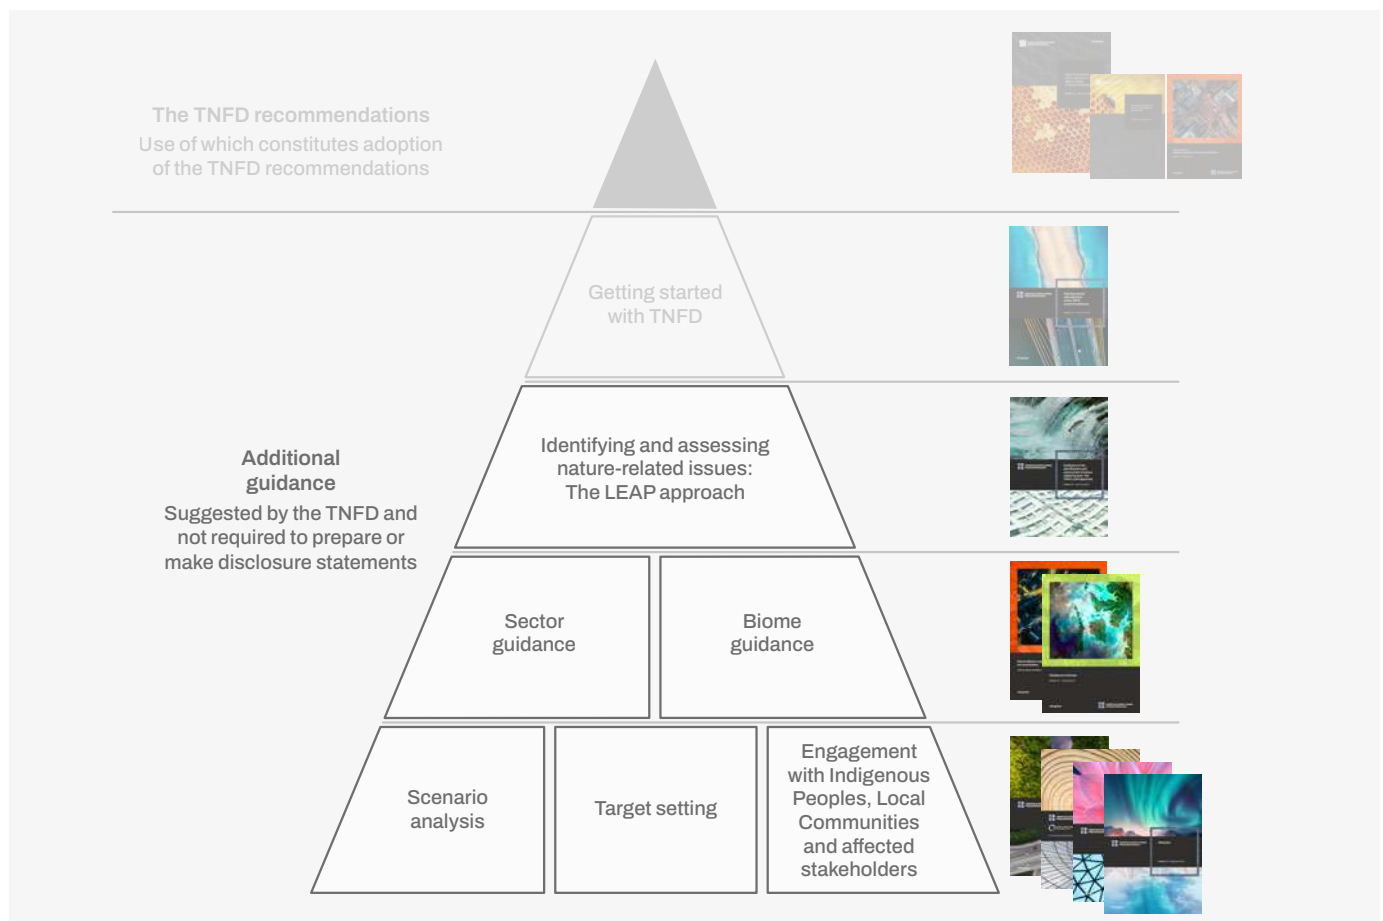 The TNFD recommendations
Use of which constitutes adoption
of the TNFD recommendations
Getting started
with TNFD
Additional
guidance
Suggested by the TNFD and
not required to prepare or
make disclosure statements
Identifying and assessing
nature-related issues:
The LEAP approach
Sector
guidance
Biome
guidance
Scenario
analysis
Target setting
Engagement
with Indigenous
Peoples, Local
Communities
and affected
stakeholders